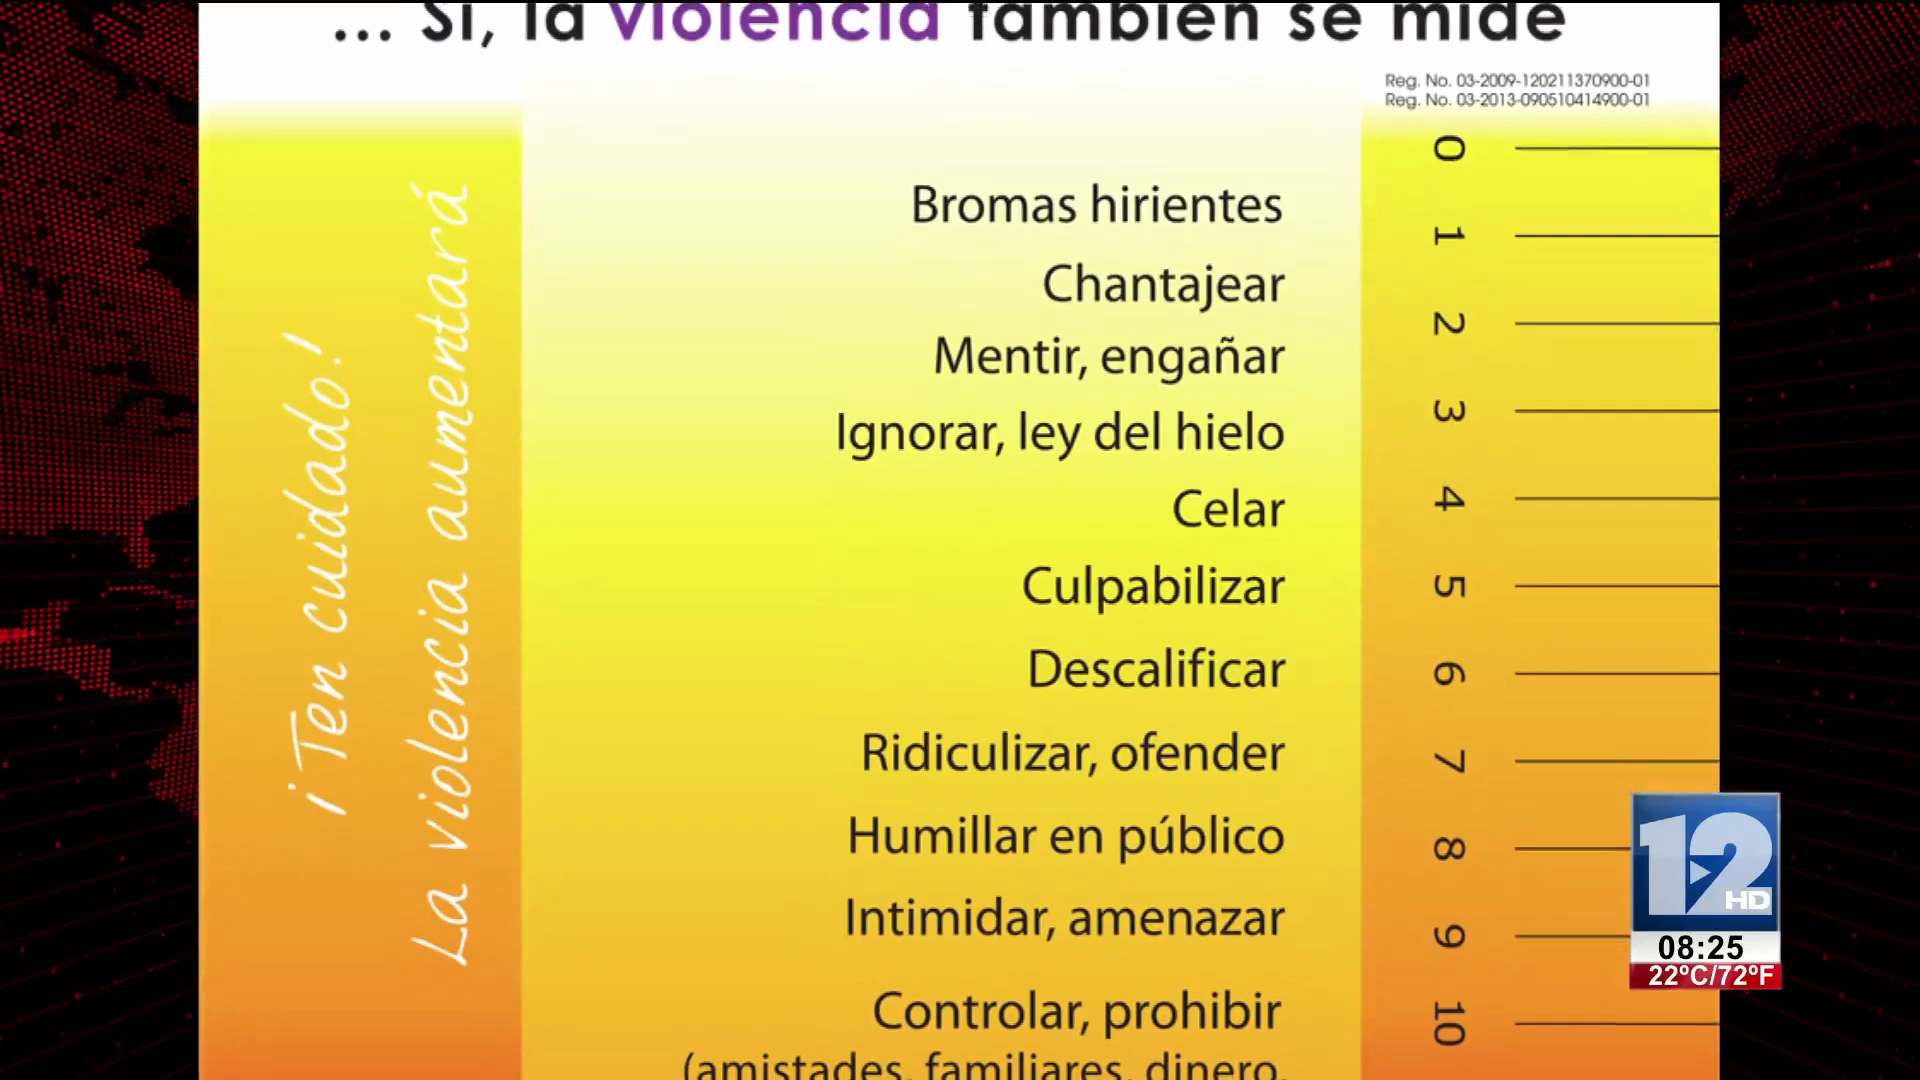 ... Sí, la violencia también se mide
Reg. No. 03-2009-120211370900-01
Reg. No. 03-2013-090510414900-01
¡Ten cuidado!
La violencia aumentará
Bromas hirientes
Chantajear
Mentir, engañar
Ignorar, ley del hielo
Celar
Culpabilizar
Descalificar
Ridiculizar, ofender
Humillar en público
Intimidar, amenazar
Controlar, prohibir
(amistades, familiares, dinero,
0
1
2
3
4
5
6
7
8
9
10
12
HD
08:25
22ºC/72ºF